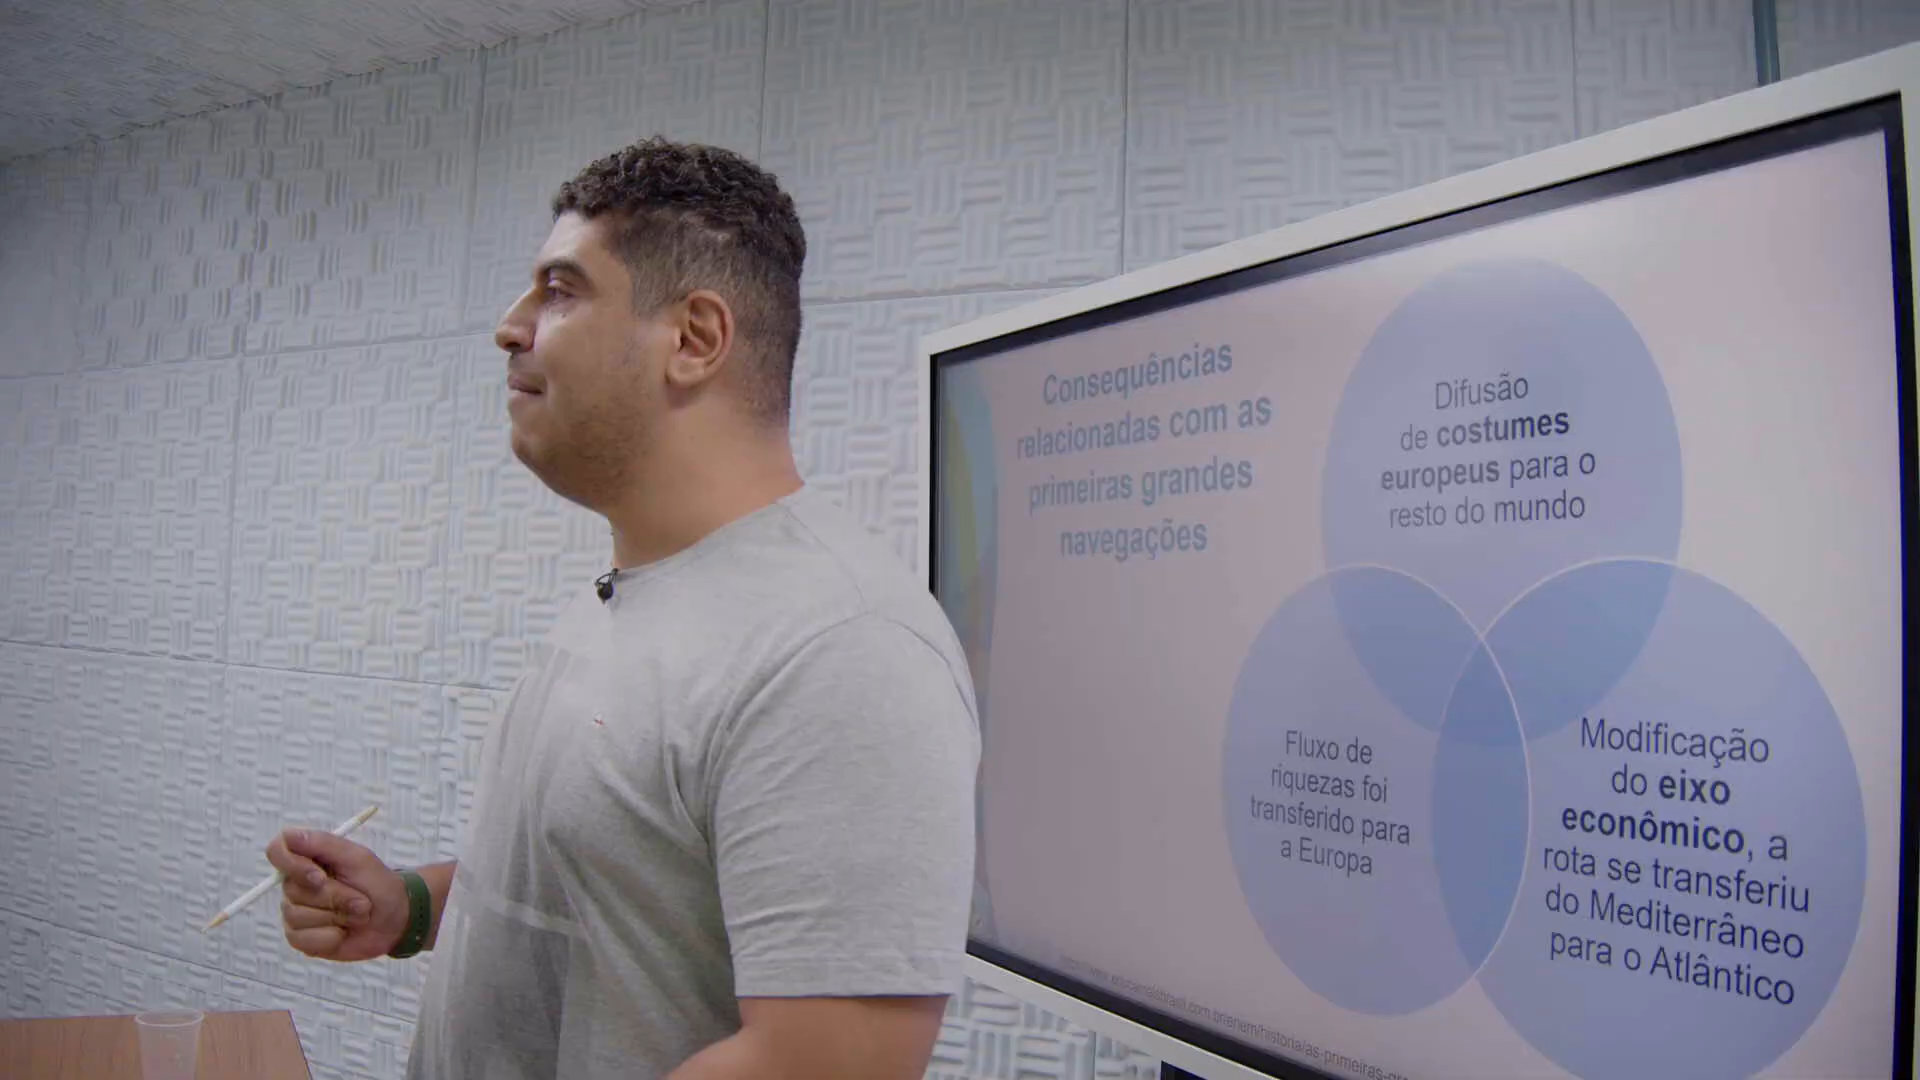 Consequências
relacionadas com as
primeiras grandes
navegações
Difusão
de costumes
europeus para o
resto do mundo
Fluxo de
riquezas foi
transferido para
a Europa
Modificação
do eixo
econômico, a
rota se transferiu
do Mediterrâneo
para o Atlântico